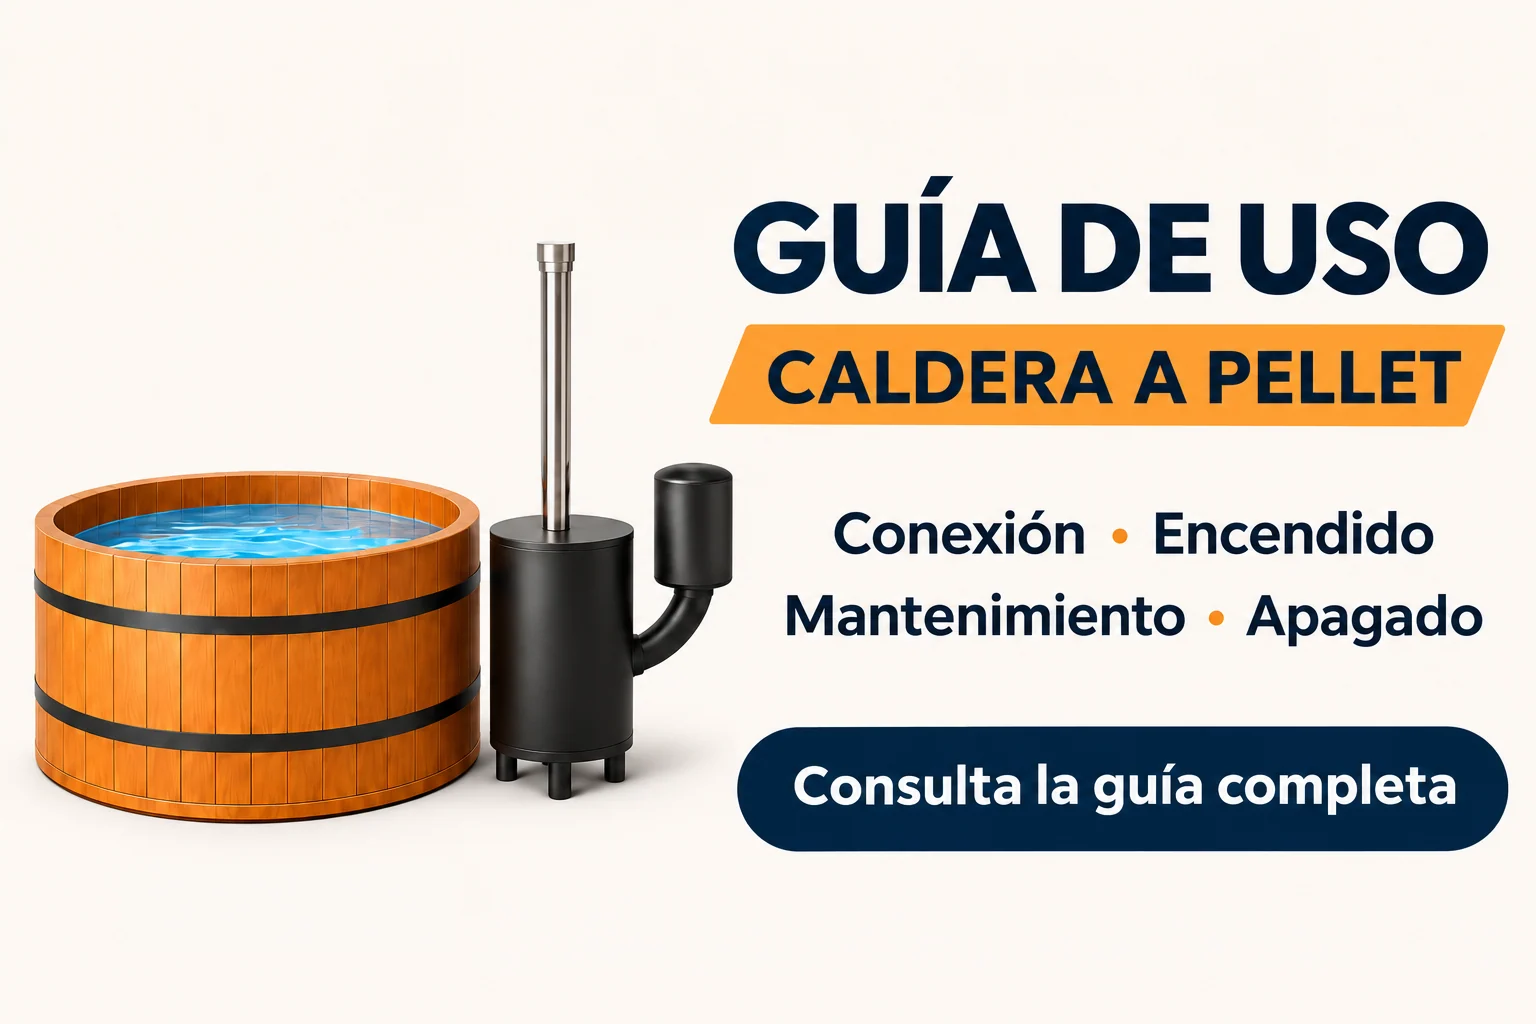 GUÍA DE USO
CALDERA A PELLET
Conexión • Encendido
Mantenimiento • Apagado
Consulta la guía completa